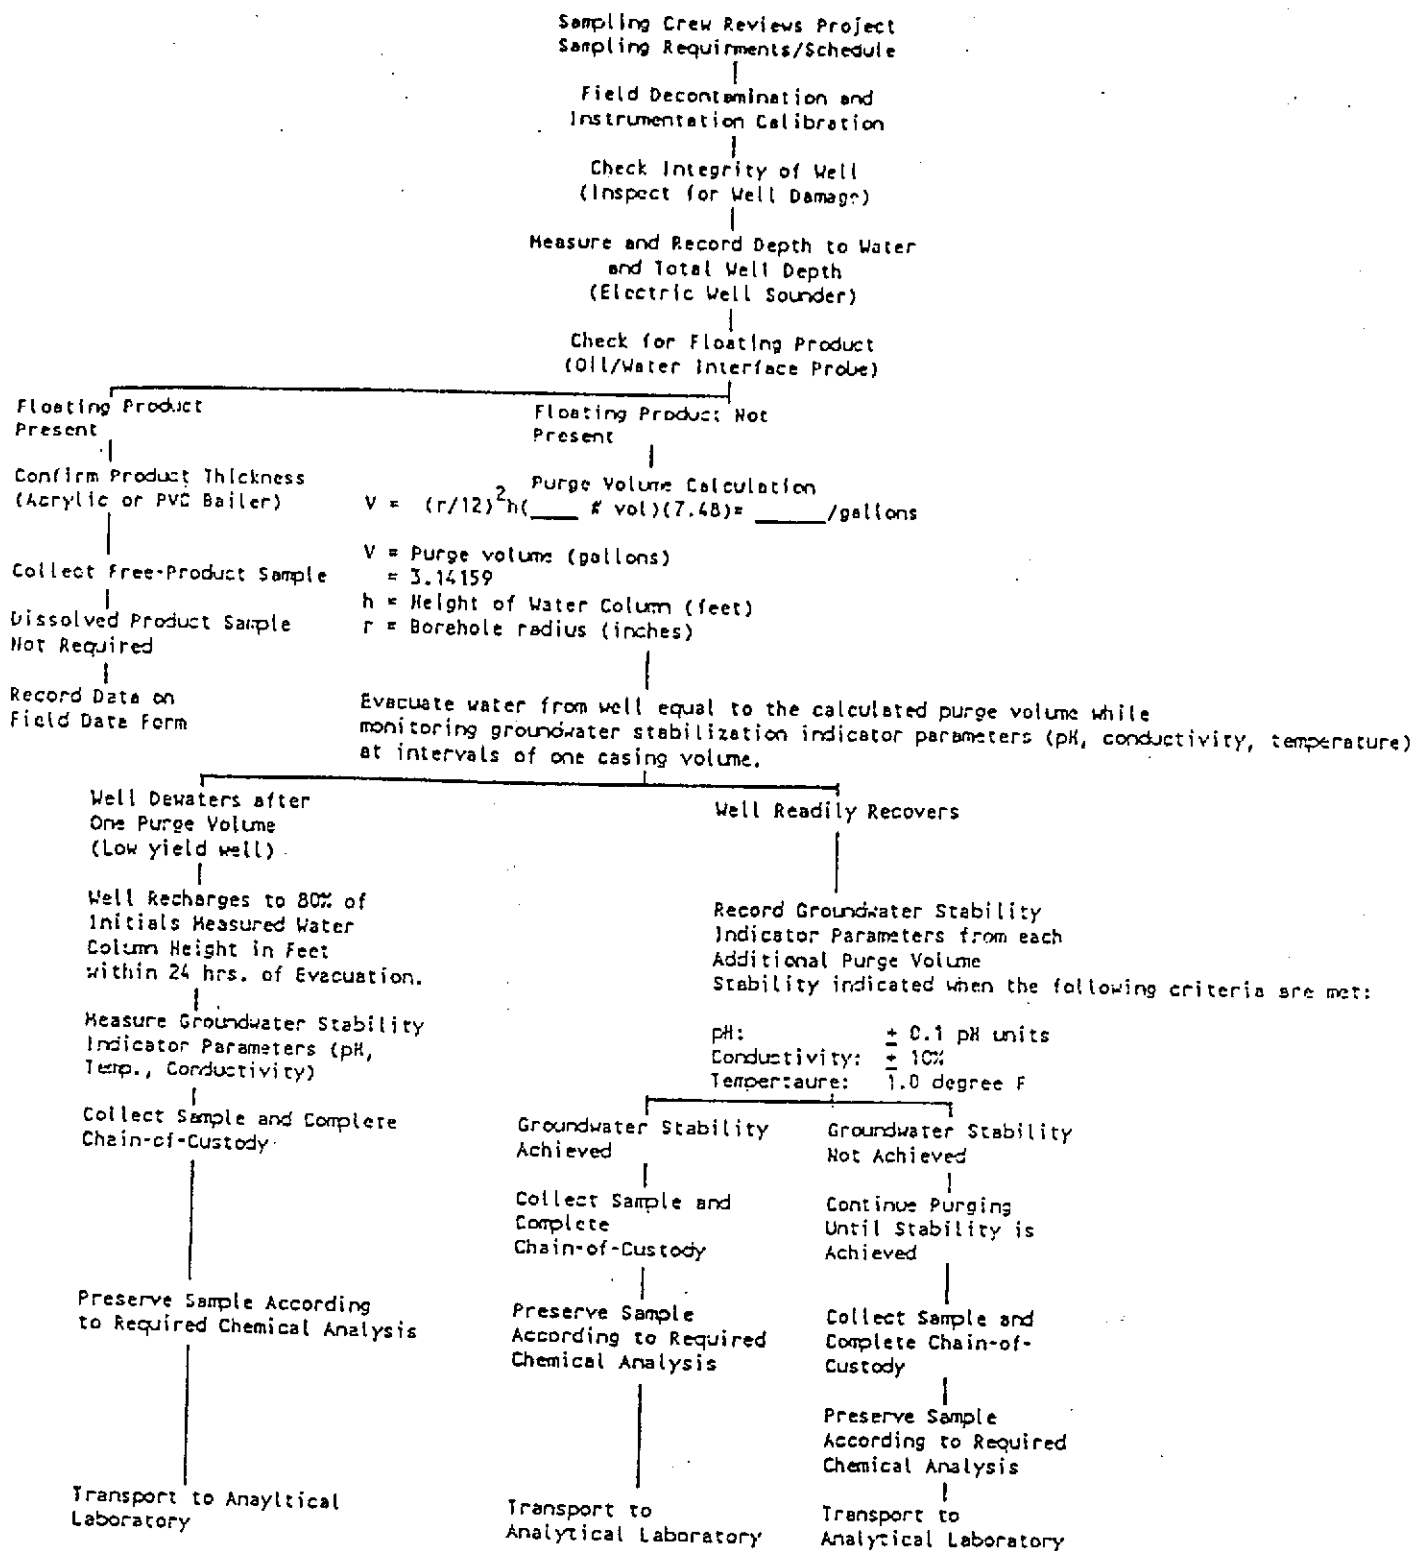 Sampling Crew Reviews Project
Sampling Requirments/Schedule
Field Decontamination and
Instrumentation Calibration
Check Integrity of Well
(Inspect for Well Damage)
Measure and Record Depth to Water
and Total Well Depth
(Electric Well Sounder)
Check for Floating Product
(Oil/Water Interface Probe)
Floating Product
Present
Confirm Product Thickness
(Acrylic or PVC Bailer)
Collect Free-Product Sample
Dissolved Product Sample
Not Required
Record Data on
Field Data Form
Floating Product Not
Present
Purge Volume Calculation
V = (r/12)²h(____ # vol)(7.48)= ______/gallons
V = Purge volume (gallons)
= 3.14159
h = Height of Water Column (feet)
r = Borehole radius (inches)
Evacuate water from well equal to the calculated purge volume while
monitoring groundwater stabilization indicator parameters (pH, conductivity, temperature)
at intervals of one casing volume.
Well Dewaters after
One Purge Volume
(Low yield well)
Well Recharges to 80% of
Initials Measured Water
Column Height in Feet
within 24 hrs. of Evacuation.
Measure Groundwater Stability
Indicator Parameters (pH,
Temp., Conductivity)
Collect Sample and Complete
Chain-of-Custody
Preserve Sample According
to Required Chemical Analysis
Transport to Anayltical
Laboratory
Well Readily Recovers
Record Groundwater Stability
Indicator Parameters from each
Additional Purge Volume
Stability indicated when the following criteria are met:
pH: ± 0.1 pH units
Conductivity: ± 10%
Tempertaure: 1.0 degree F
Groundwater Stability
Achieved
Collect Sample and
Complete
Chain-of-Custody
Preserve Sample
According to Required
Chemical Analysis
Transport to
Analytical Laboratory
Groundwater Stability
Not Achieved
Continue Purging
Until Stability is
Achieved
Collect Sample and
Complete Chain-of-
Custody
Preserve Sample
According to Required
Chemical Analysis
Transport to
Analytical Laboratory